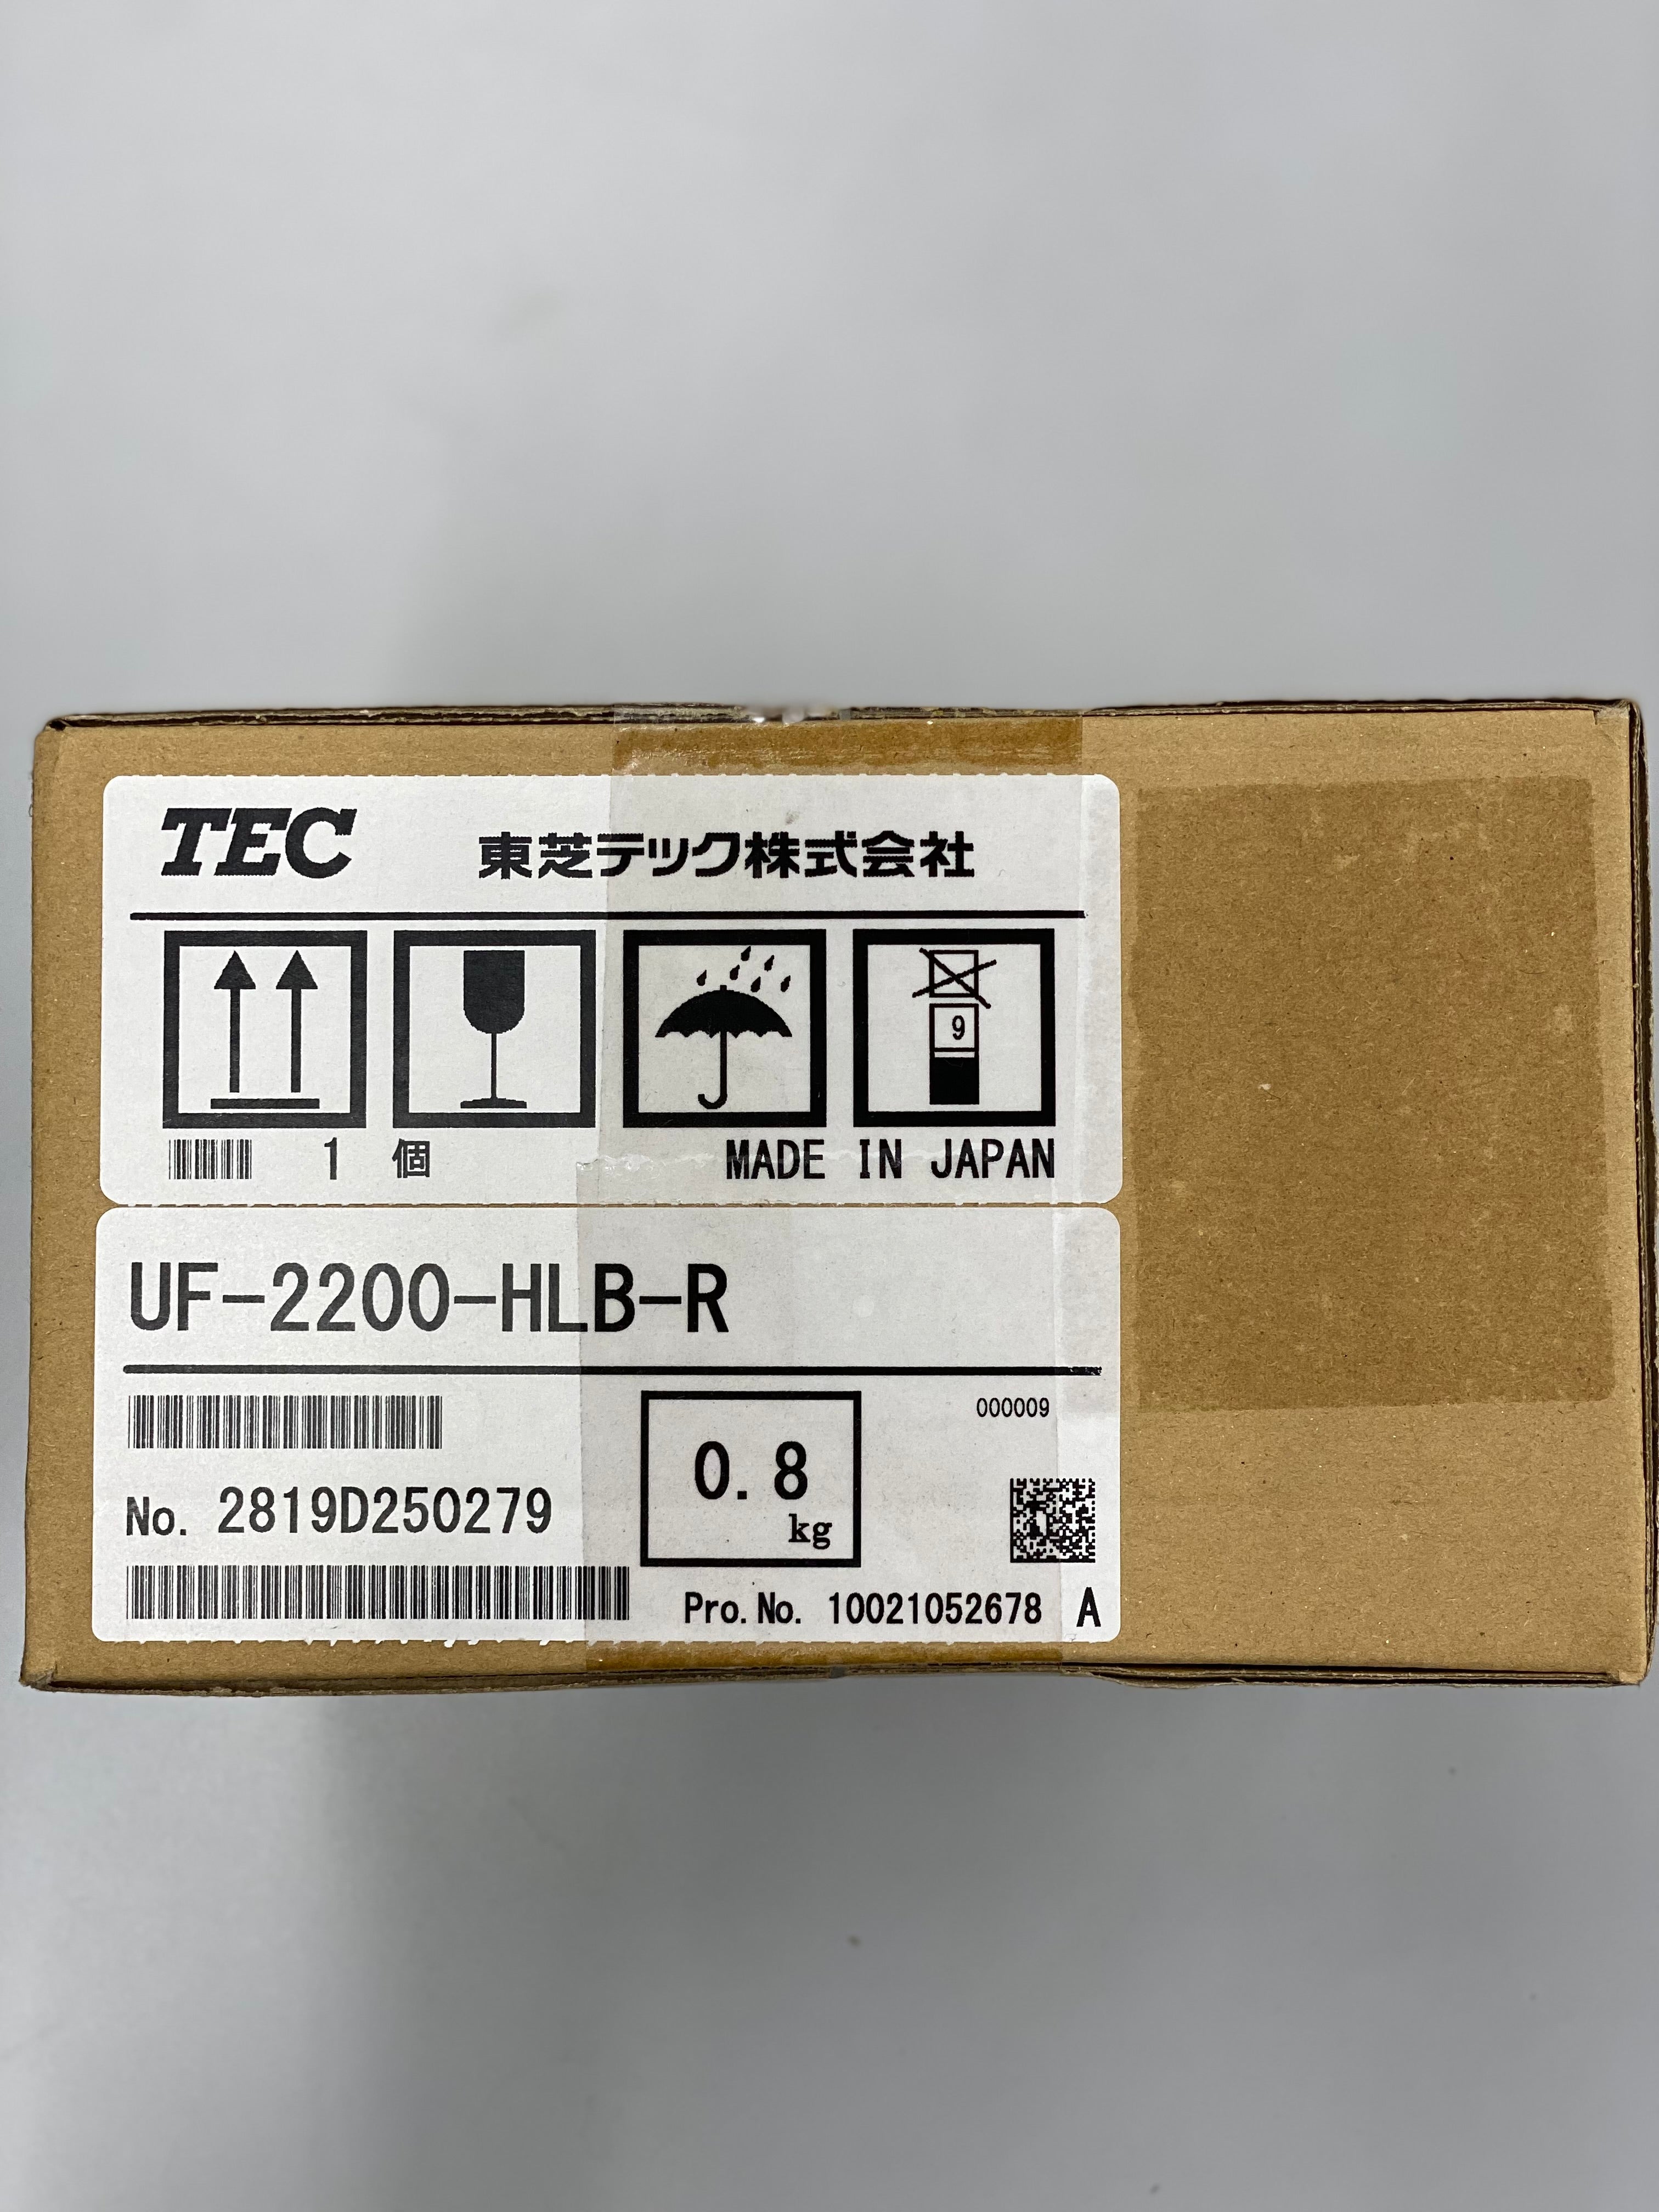 TEC 東芝テック株式会社
9
1 個 MADE IN JAPAN
UF-2200-HLB-R
000009
0.8
kg
No. 2819D250279
Pro.No. 10021052678 A